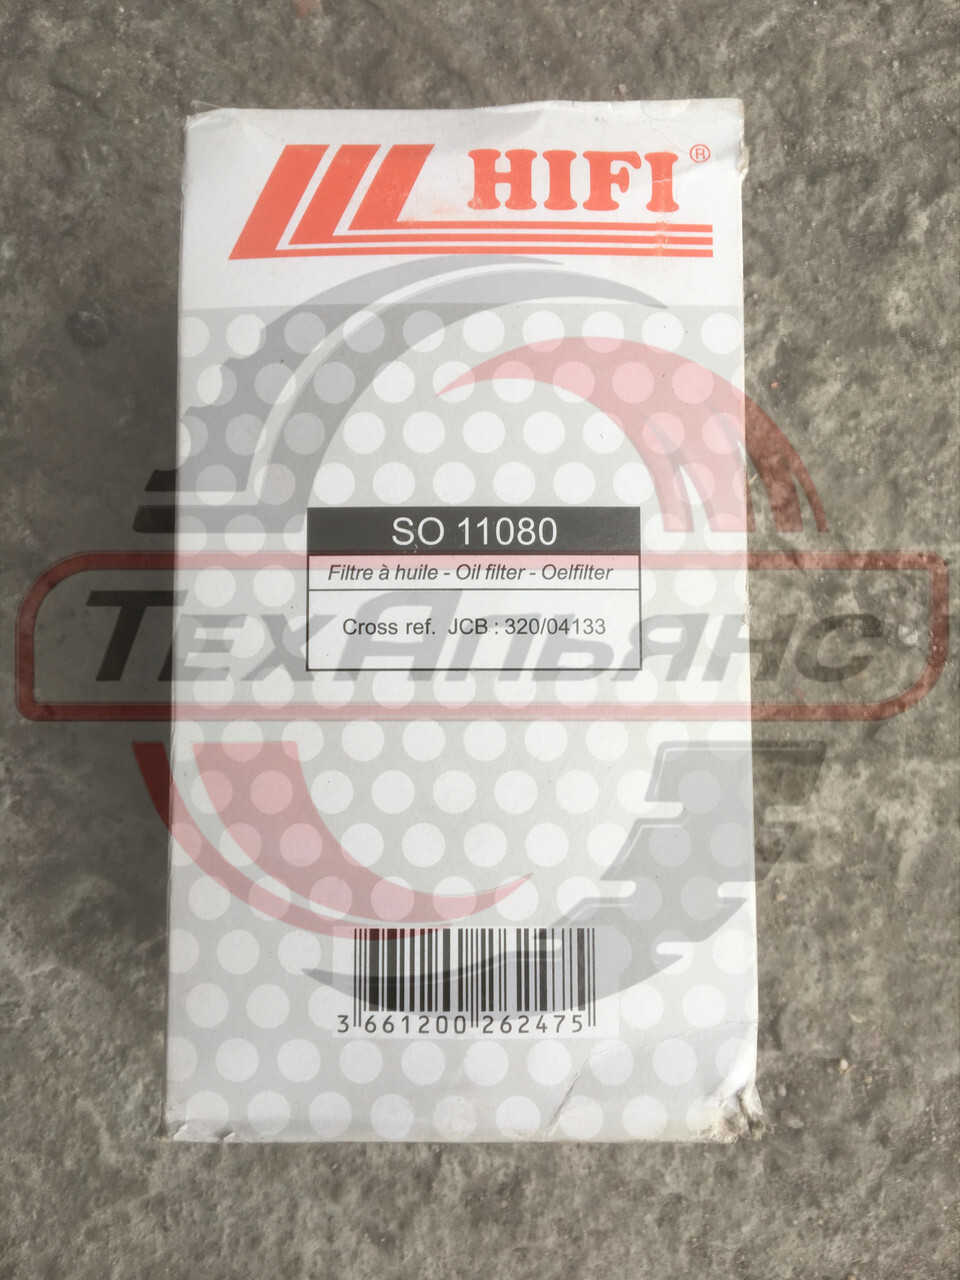 HIFI®
SO 11080
Filtre à huile - Oil filter - Oelfilter
ТЕХАЛЬЯНС
Cross ref. JCB : 320/04133
3 661200 262475